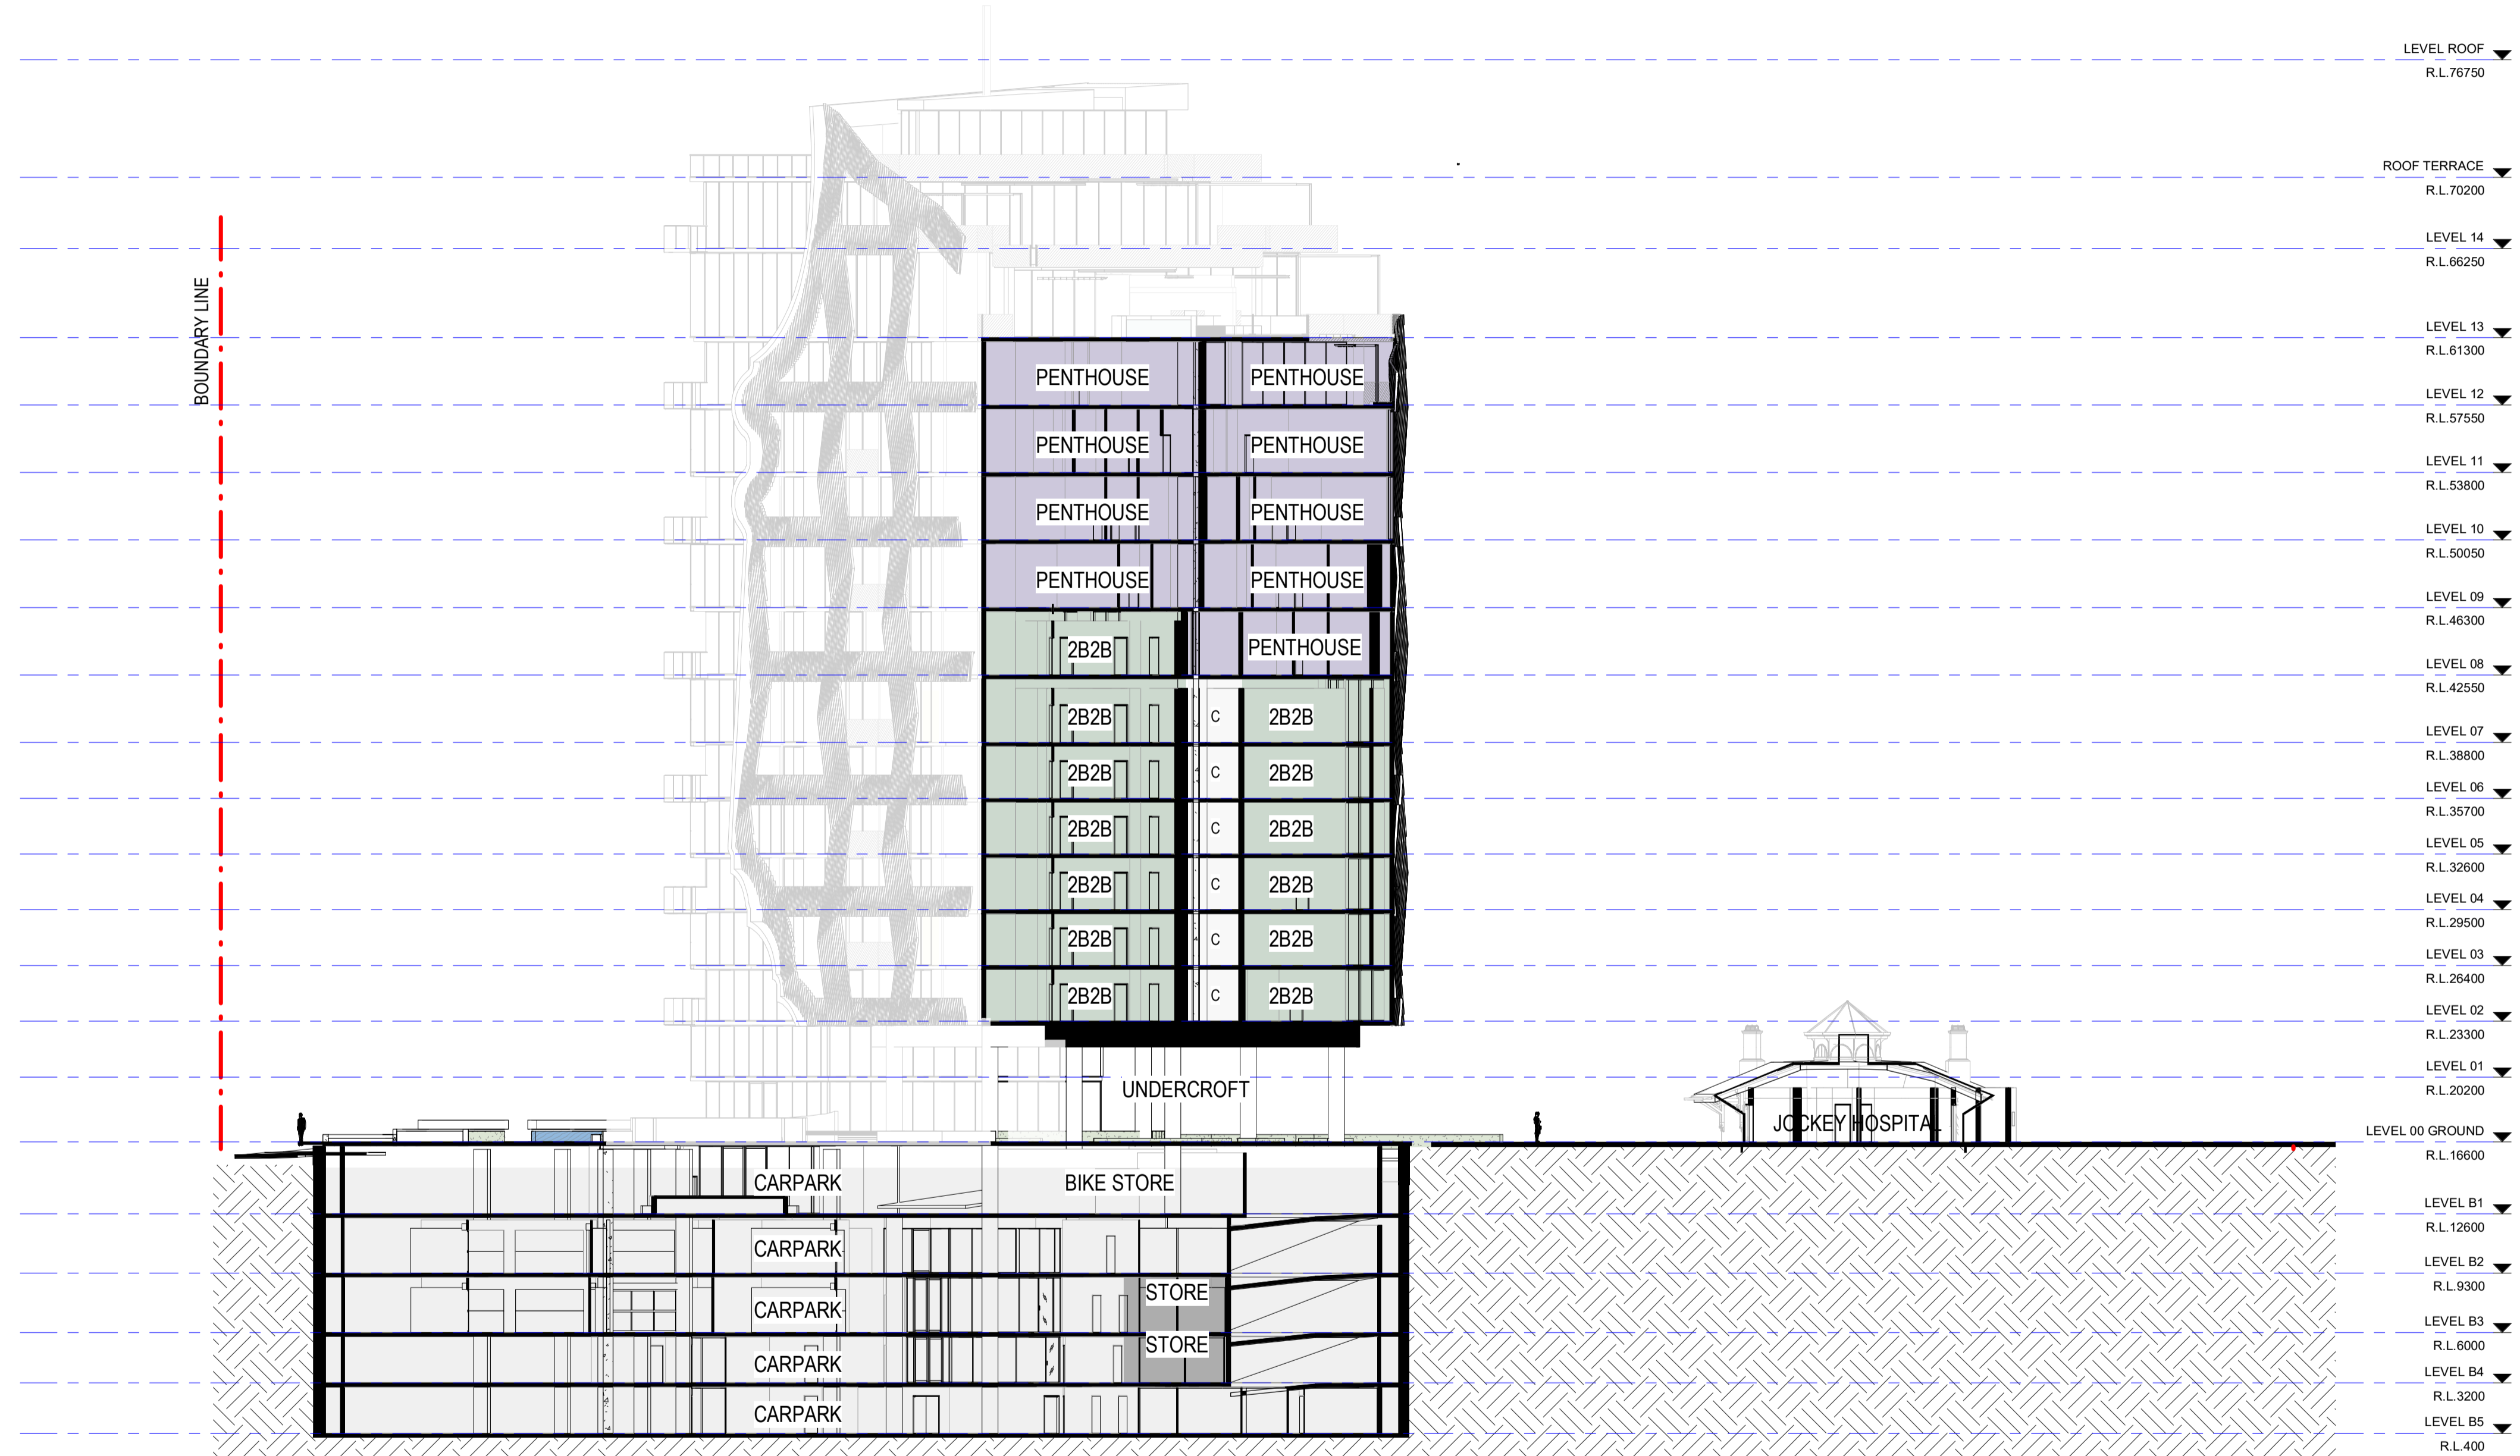 LEVEL ROOF
R.L.76750
ROOF TERRACE
R.L.70200
LEVEL 14
R.L.66250
BOUNDARY LINE
LEVEL 13
R.L.61300
PENTHOUSE PENTHOUSE
LEVEL 12
R.L.57550
PENTHOUSE PENTHOUSE
LEVEL 11
R.L.53800
PENTHOUSE PENTHOUSE
LEVEL 10
R.L.50050
PENTHOUSE PENTHOUSE
LEVEL 09
R.L.46300
2B2B PENTHOUSE
LEVEL 08
R.L.42550
2B2B C 2B2B
LEVEL 07
R.L.38800
2B2B C 2B2B
LEVEL 06
R.L.35700
2B2B C 2B2B
LEVEL 05
R.L.32600
2B2B C 2B2B
LEVEL 04
R.L.29500
2B2B C 2B2B
LEVEL 03
R.L.26400
2B2B C 2B2B
LEVEL 02
R.L.23300
LEVEL 01
R.L.20200
UNDERCROFT
JOCKEY HOSPITAL
LEVEL 00 GROUND
R.L.16600
CARPARK BIKE STORE
LEVEL B1
R.L.12600
CARPARK
LEVEL B2
R.L.9300
STORE
CARPARK
LEVEL B3
R.L.6000
STORE
CARPARK
LEVEL B4
R.L.3200
CARPARK
LEVEL B5
R.L.400